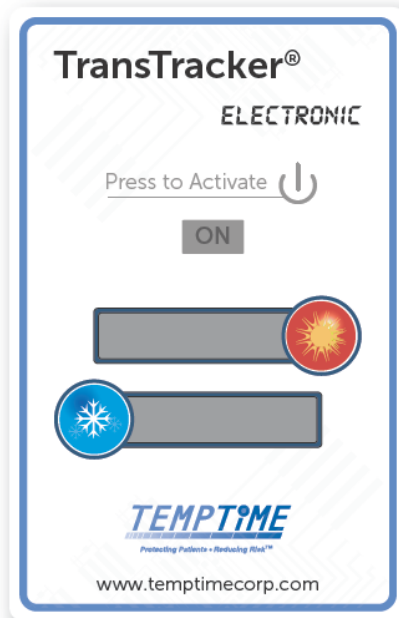 TransTracker®
ELECTRONIC
Press to Activate
ON
TEMPTIME
Protecting Patients • Reducing Risk™
www.temptimecorp.com